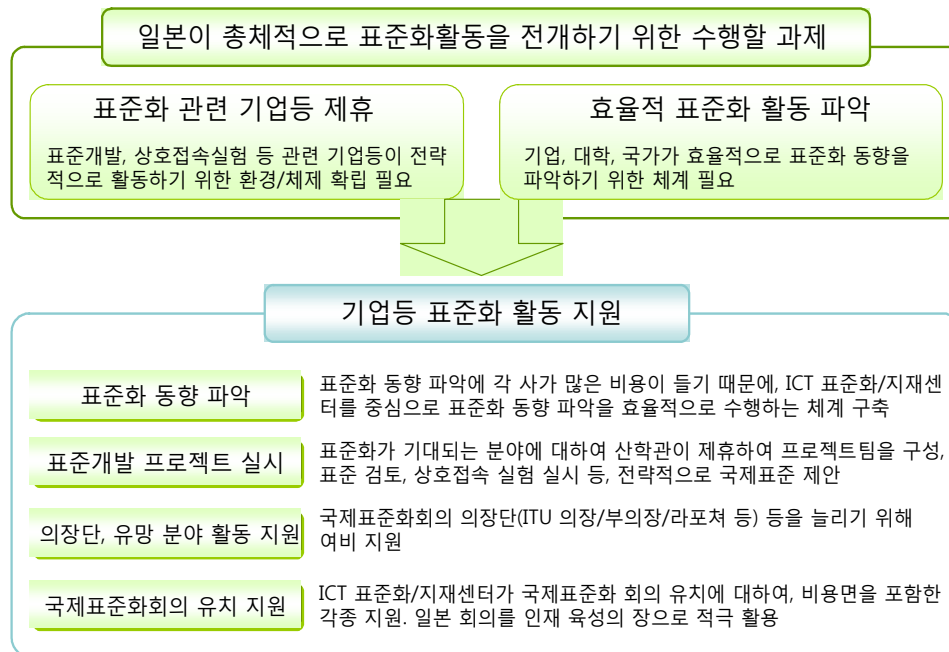 일본이 총체적으로 표준화활동을 전개하기 위한 수행할 과제
표준화 관련 기업등 제휴
표준개발, 상호접속실험 등 관련 기업등이 전략
적으로 활동하기 위한 환경/체제 확립 필요
효율적 표준화 활동 파악
기업, 대학, 국가가 효율적으로 표준화 동향을
파악하기 위한 체계 필요
기업등 표준화 활동 지원
표준화 동향 파악
표준화 동향 파악에 각 사가 많은 비용이 들기 때문에, ICT 표준화/지재센
터를 중심으로 표준화 동향 파악을 효율적으로 수행하는 체계 구축
표준개발 프로젝트 실시
표준화가 기대되는 분야에 대하여 산학관이 제휴하여 프로젝트팀을 구성,
표준 검토, 상호접속 실험 실시 등, 전략적으로 국제표준 제안
의장단, 유망 분야 활동 지원
국제표준화회의 의장단(ITU 의장/부의장/라포쳐 등) 등을 늘리기 위해
여비 지원
국제표준화회의 유치 지원
ICT 표준화/지재센터가 국제표준화 회의 유치에 대하여, 비용면을 포함한
각종 지원. 일본 회의를 인재 육성의 장으로 적극 활용